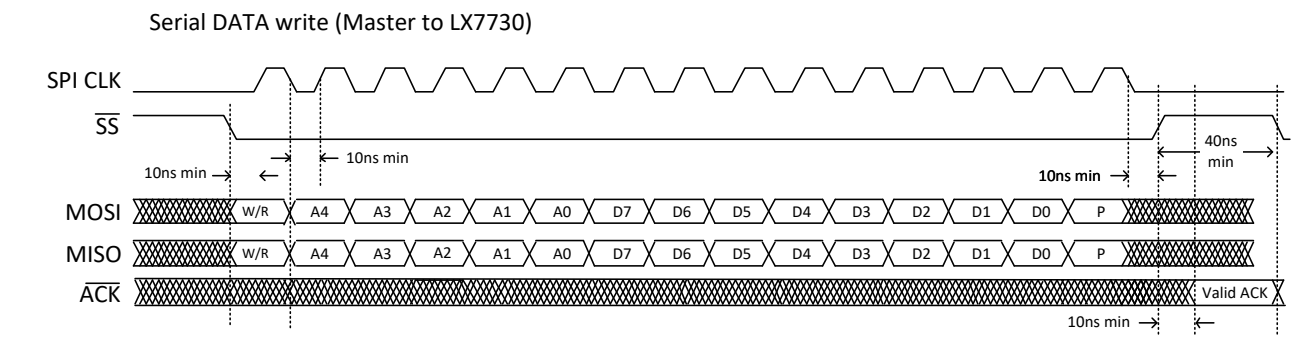 Serial DATA write (Master to LX7730)
SPI CLK
SS
40ns
min
10ns min
10ns min
10ns min
MOSI W/R A4 A3 A2 A1 A0 D7 D6 D5 D4 D3 D2 D1 D0 P
MISO W/R A4 A3 A2 A1 A0 D7 D6 D5 D4 D3 D2 D1 D0 P
ACK Valid ACK
10ns min